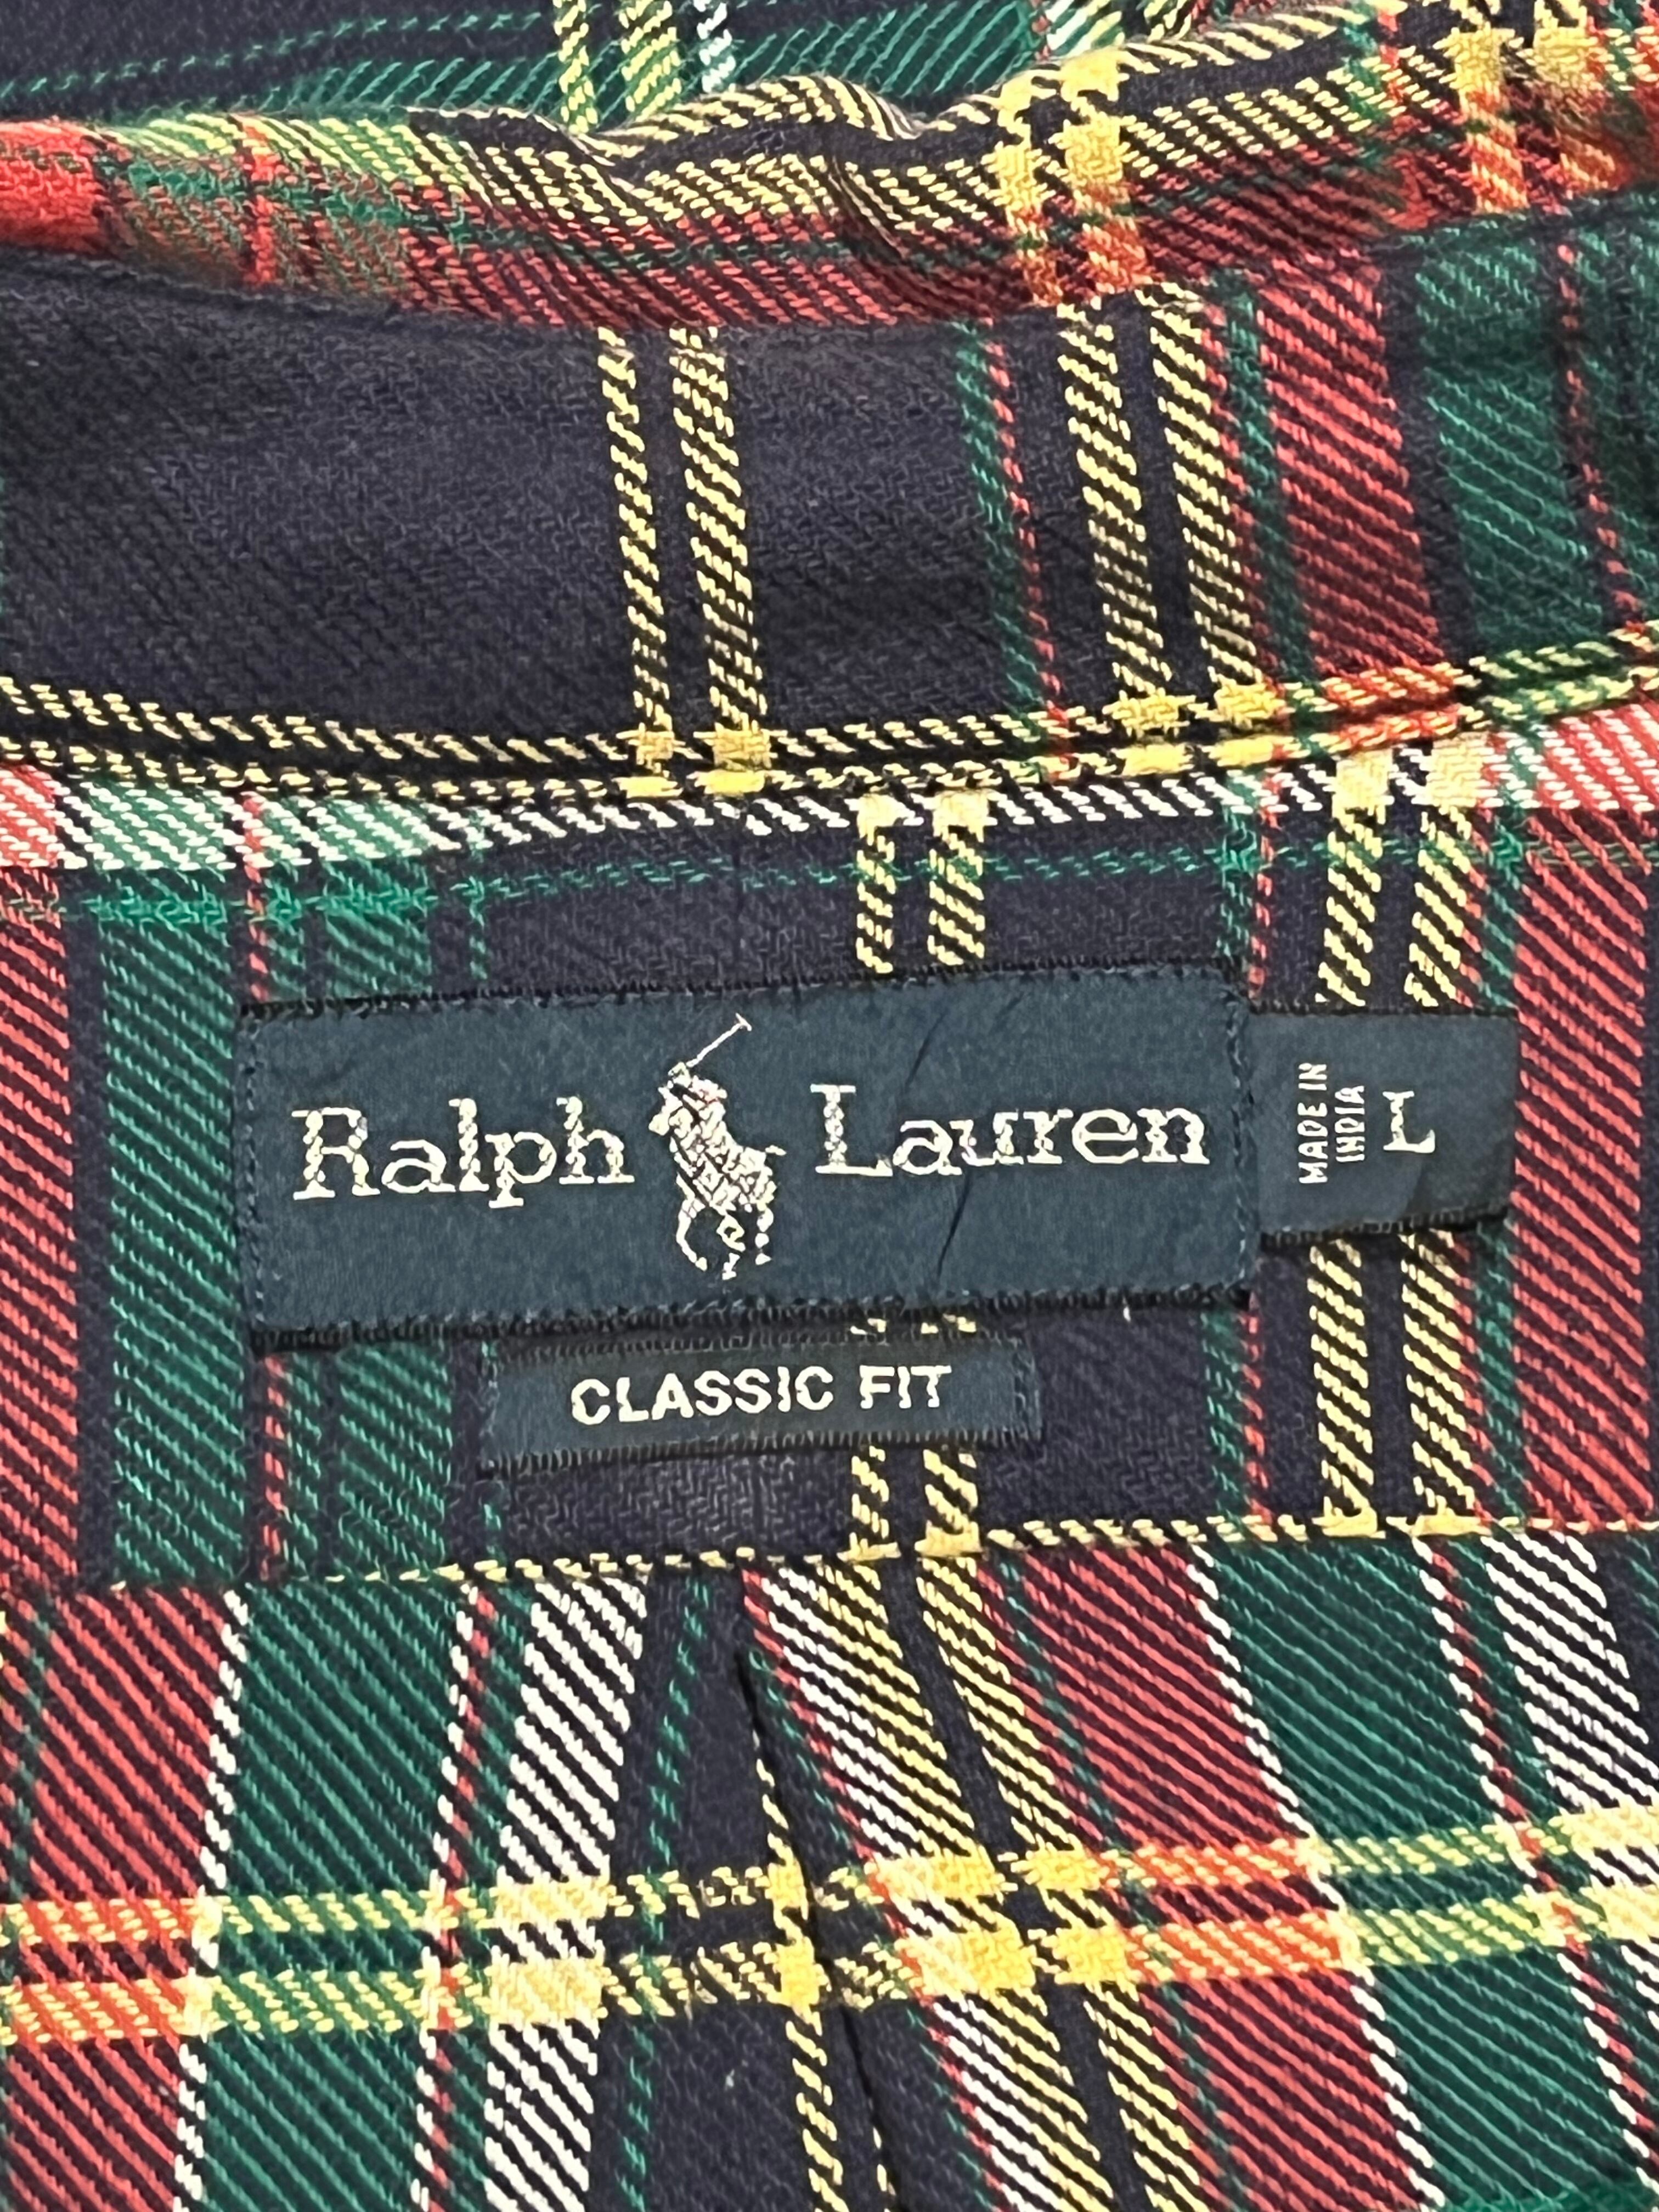 Ralph Lauren
MADE IN
INDIA
L
CLASSIC FIT